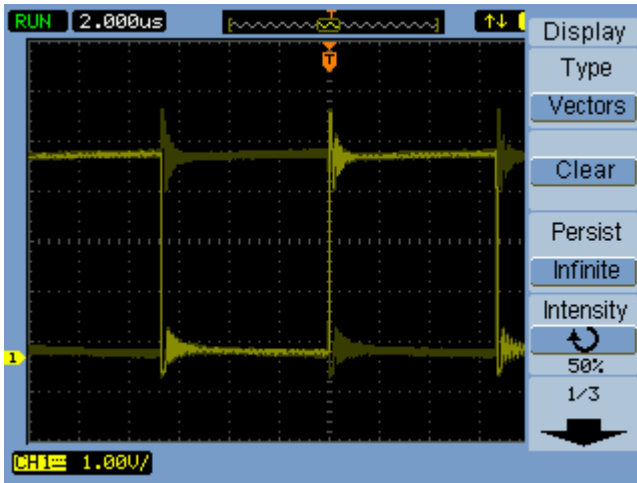 RUN 2.000us T ↑↓ Display
Type
T
Vectors
Clear
Persist
Infinite
Intensity
1
50%
1/3
CH1 1.00V/